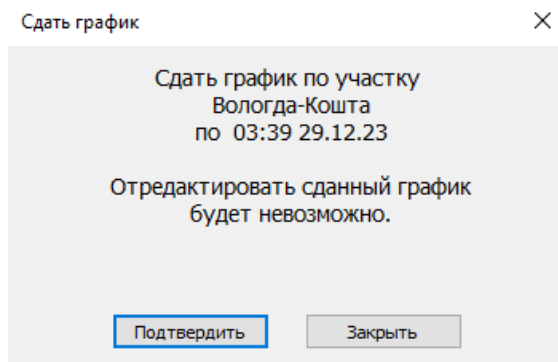 Сдать график
Сдать график по участку
Вологда-Кошта
по 03:39 29.12.23
Отредактировать сданный график
будет невозможно.
Подтвердить
Закрыть